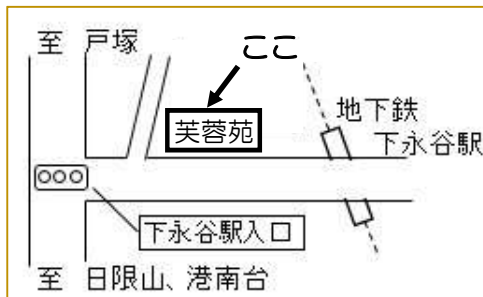 至 戸塚
ここ
芙蓉苑
地下鉄
下永谷駅
下永谷駅入口
至 日限山、港南台